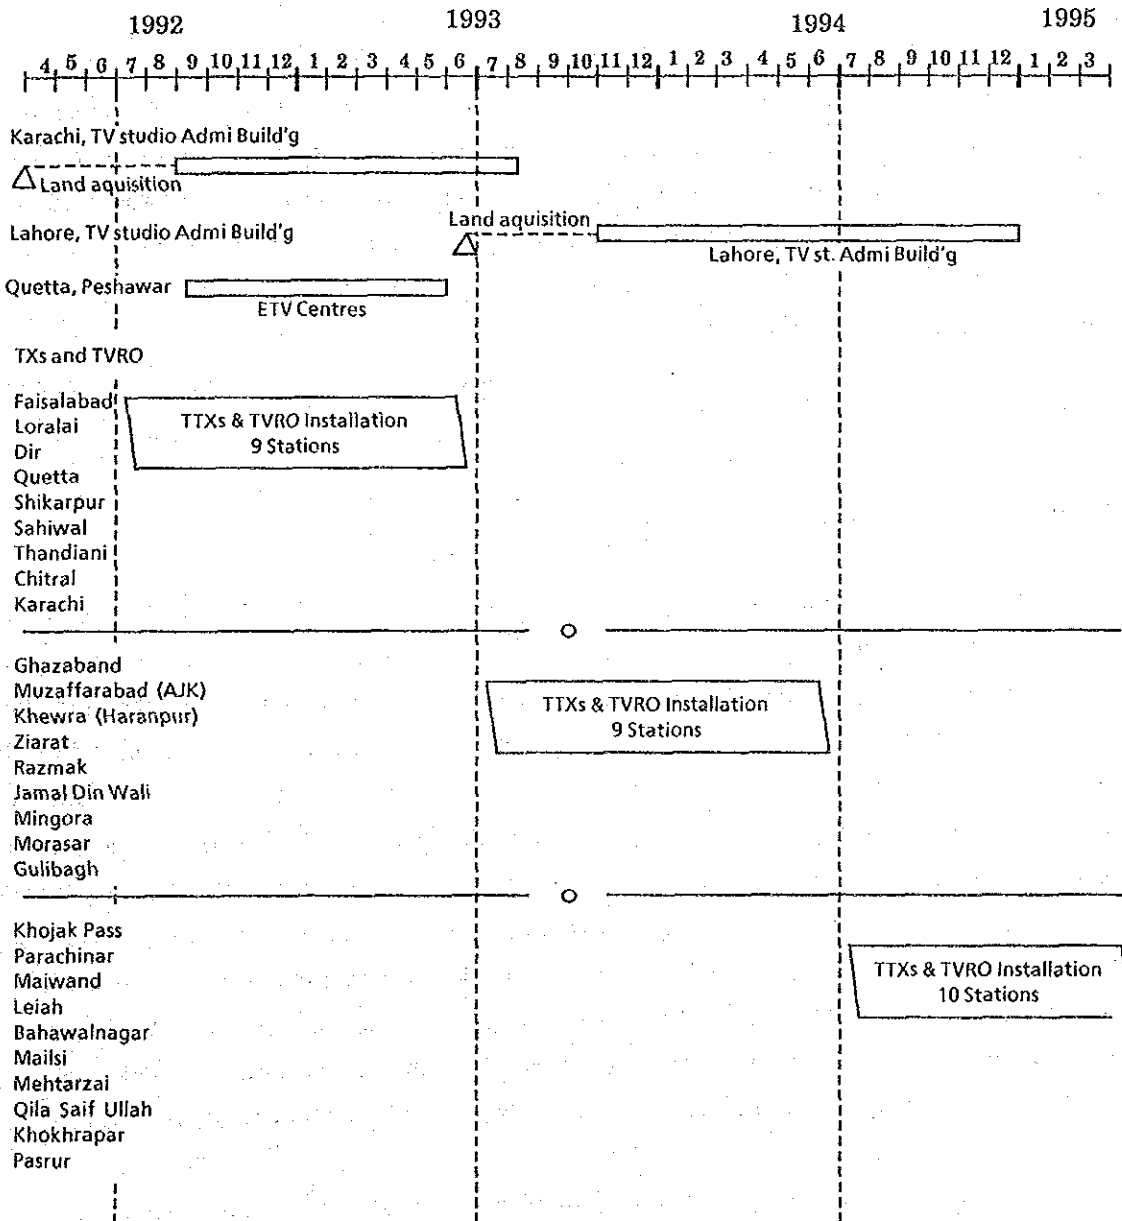 1992 1993 1994 1995
4 5 6 7 8 9 10 11 12 1 2 3 4 5 6 7 8 9 10 11 12 1 2 3 4 5 6 7 8 9 10 11 12 1 2 3
Karachi, TV studio Admi Build'g
Land aquisition
Land aquisition
Lahore, TV studio Admi Build'g
Lahore, TV st. Admi Build'g
Quetta, Peshawar
ETV Centres
TXs and TVRO
Faisalabad
TTXs & TVRO Installation
Loralai
9 Stations
Dir
Quetta
Shikarpur
Sahiwal
Thandiani
Chitral
Karachi
Ghazaband
Muzaffarabad (AJK)
TTXs & TVRO Installation
Khewra (Haranpur)
9 Stations
Ziarat
Razmak
Jamal Din Wali
Mingora
Morasar
Gulibagh
Khojak Pass
Parachinar
TTXs & TVRO Installation
Maiwand
10 Stations
Leiah
Bahawalnagar
Mailsi
Mehtarzai
Qila Saif Ullah
Khokhrapar
Pasrur